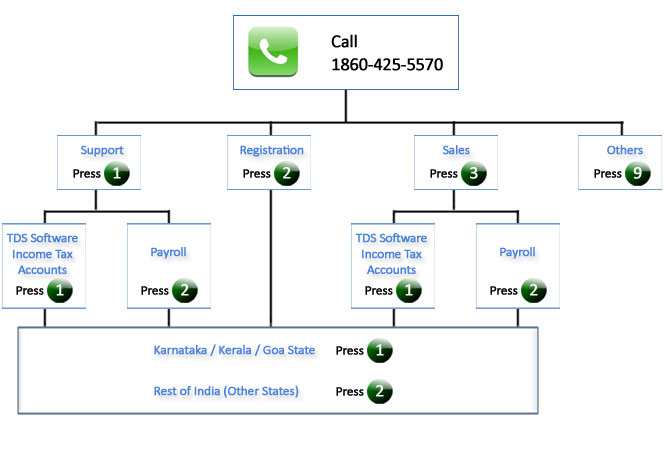 Call
1860-425-5570
Support
Press 1
Registration
Press 2
Sales
Press 3
Others
Press 9
TDS Software
Income Tax
Accounts
Press 1
Payroll
Press 2
TDS Software
Income Tax
Accounts
Press 1
Payroll
Press 2
Karnataka / Kerala / Goa State Press 1
Rest of India (Other States) Press 2